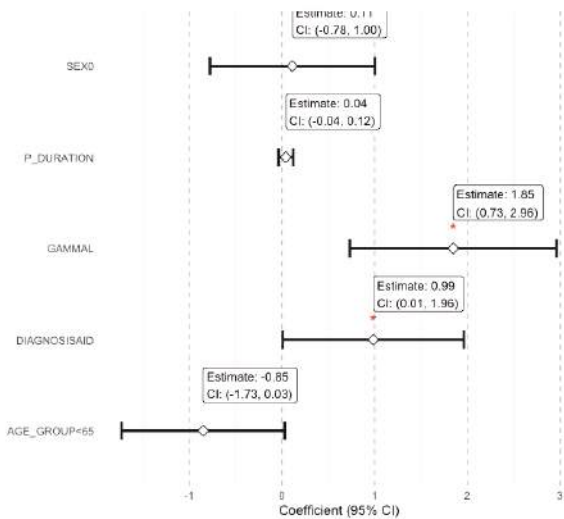 Estimate: 0.11
CI: (-0.78, 1.00)
SEX0
Estimate: 0.04
CI: (-0.04, 0.12)
P_DURATION
Estimate: 1.85
CI: (0.73, 2.96)
*
GAMMAL
Estimate: 0.99
CI: (0.01, 1.96)
*
DIAGNOSISAID
Estimate: -0.85
CI: (-1.73, 0.03)
AGE_GROUP<65
-1 0 1 2 3
Coefficient (95% CI)